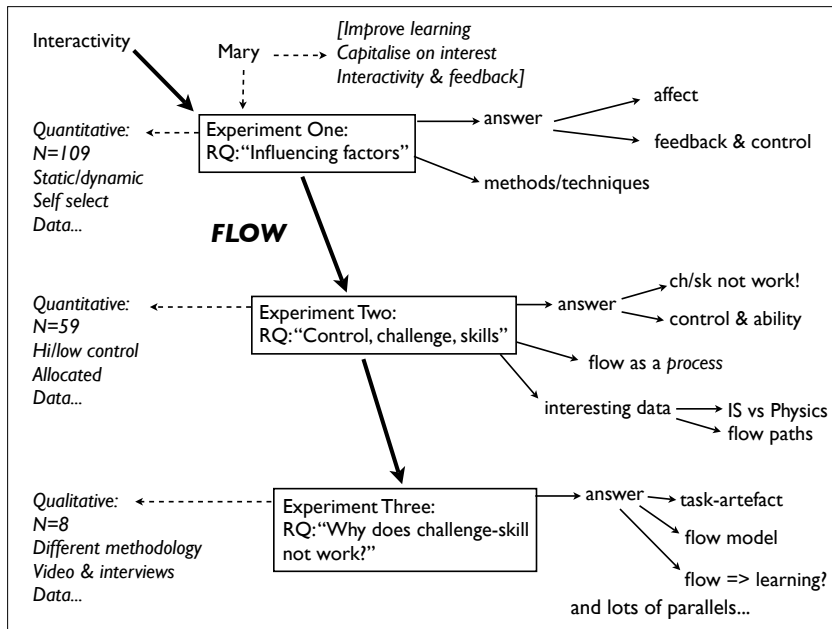 Interactivity
Mary
[Improve learning
Capitalise on interest
Interactivity & feedback]
Quantitative:
N=109
Static/dynamic
Self select
Data...
Experiment One:
RQ:“Influencing factors”
answer
affect
feedback & control
methods/techniques
FLOW
Quantitative:
N=59
Hi/low control
Allocated
Data...
Experiment Two:
RQ:“Control, challenge, skills”
answer
ch/sk not work!
control & ability
flow as a process
interesting data
IS vs Physics
flow paths
Qualitative:
N=8
Different methodology
Video & interviews
Data...
Experiment Three:
RQ:“Why does challenge-skill
not work?”
answer
task-artefact
flow model
flow => learning?
and lots of parallels...